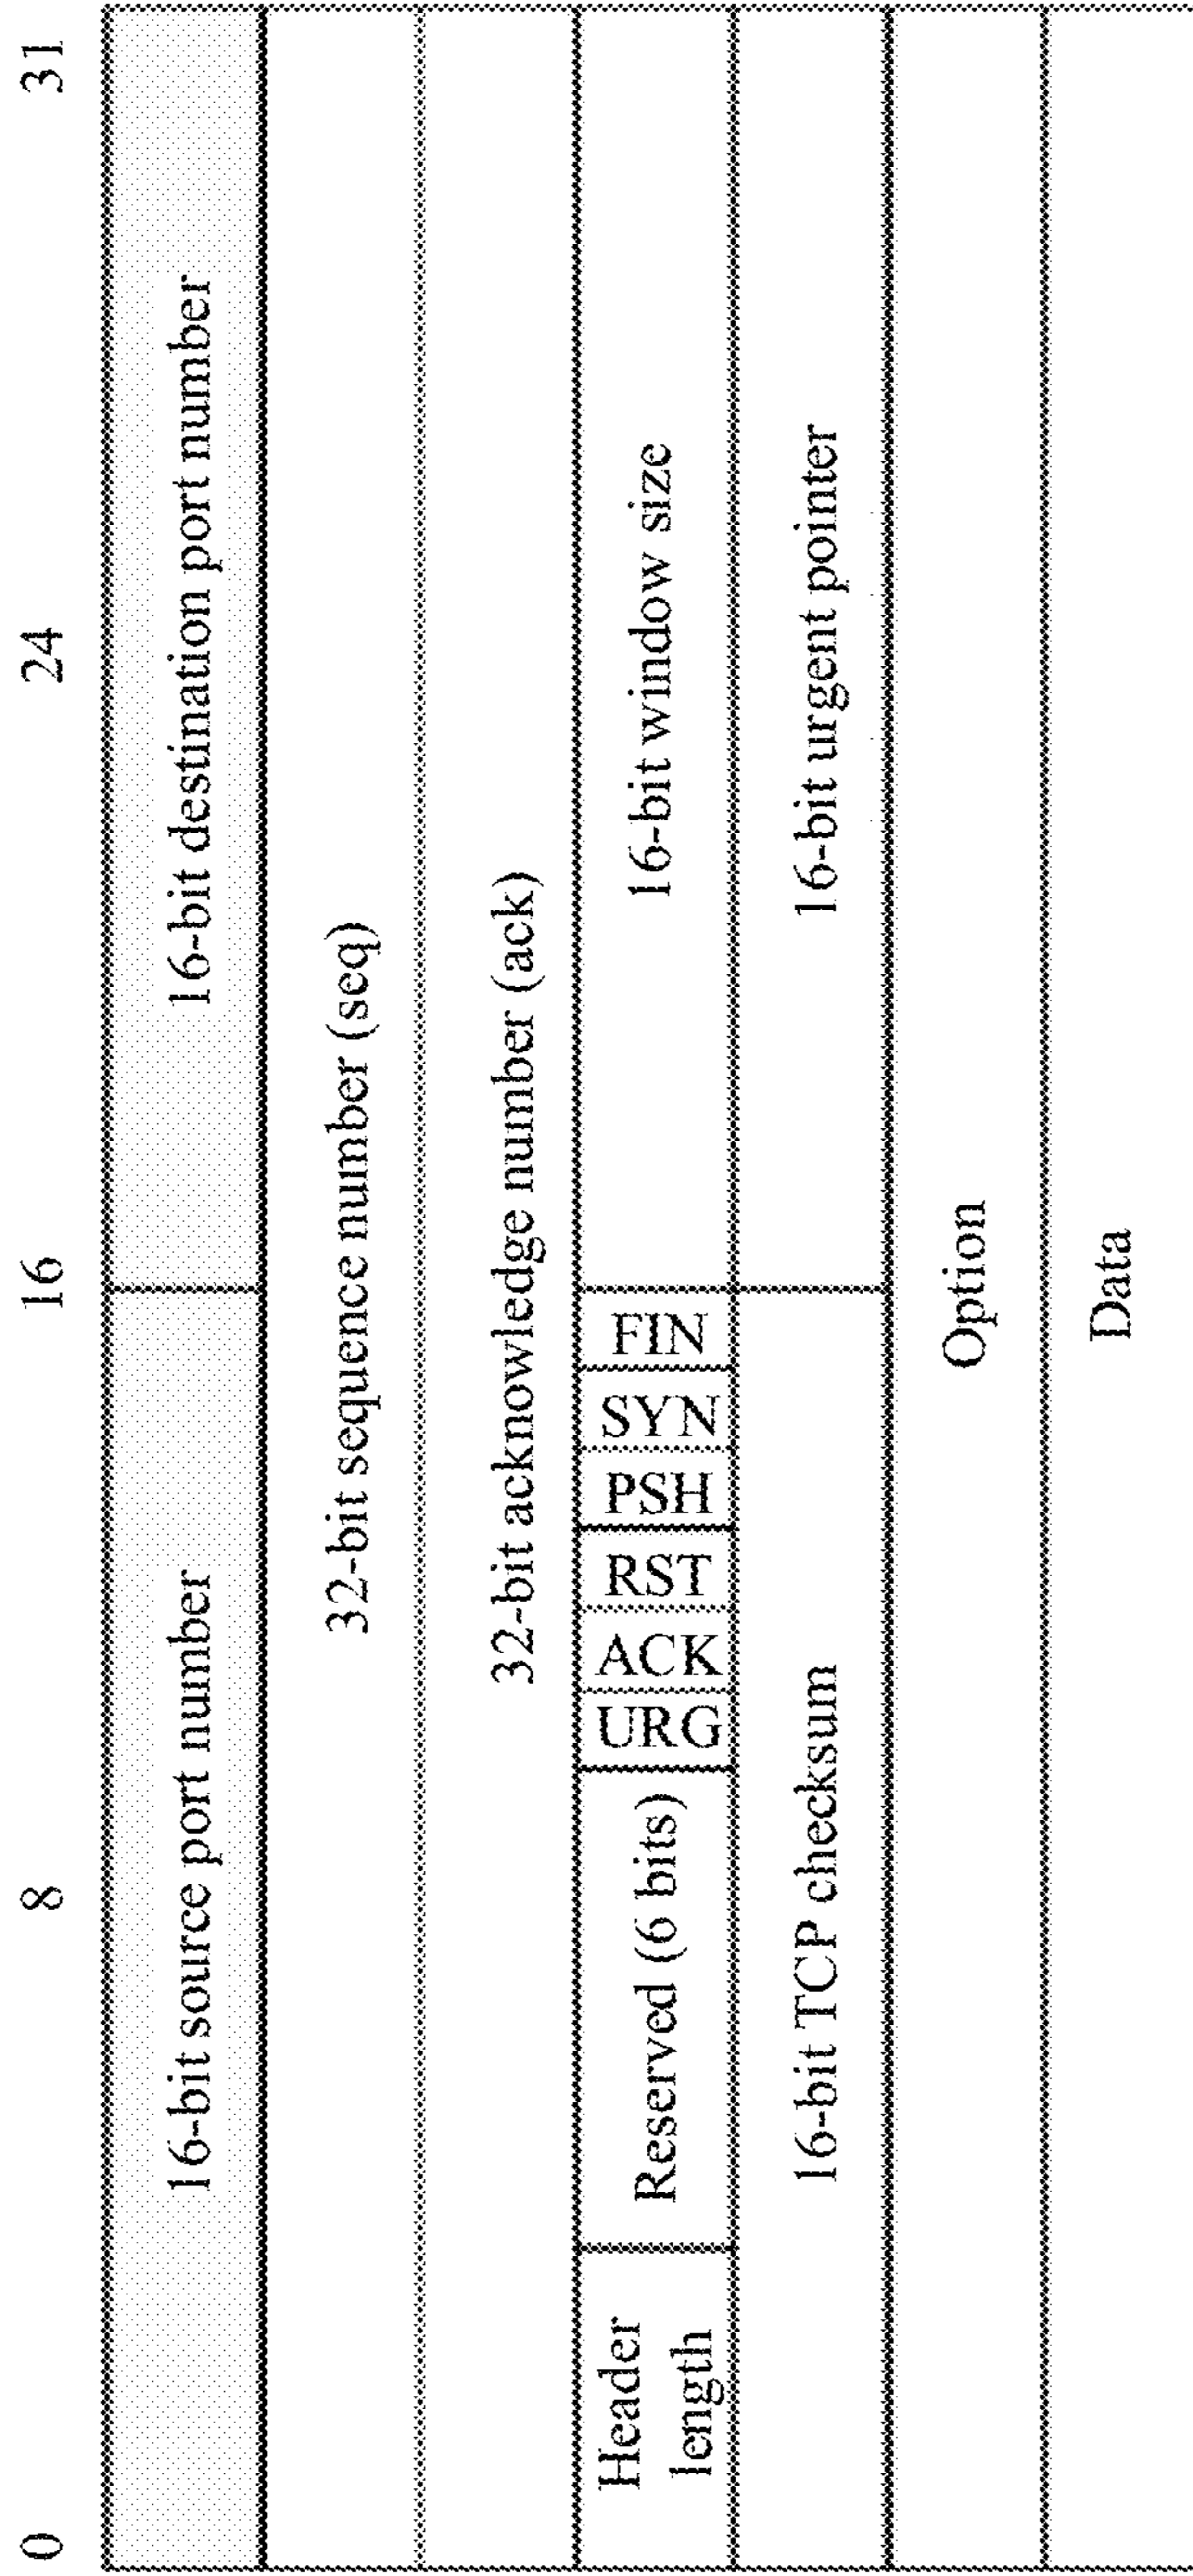 0 8 16 24 31
16-bit source port number 16-bit destination port number
32-bit sequence number (seq)
32-bit acknowledge number (ack)
Header
length
Reserved (6 bits)
URG
ACK
RST
PSH
SYN
FIN
16-bit window size
16-bit TCP checksum 16-bit urgent pointer
Option
Data